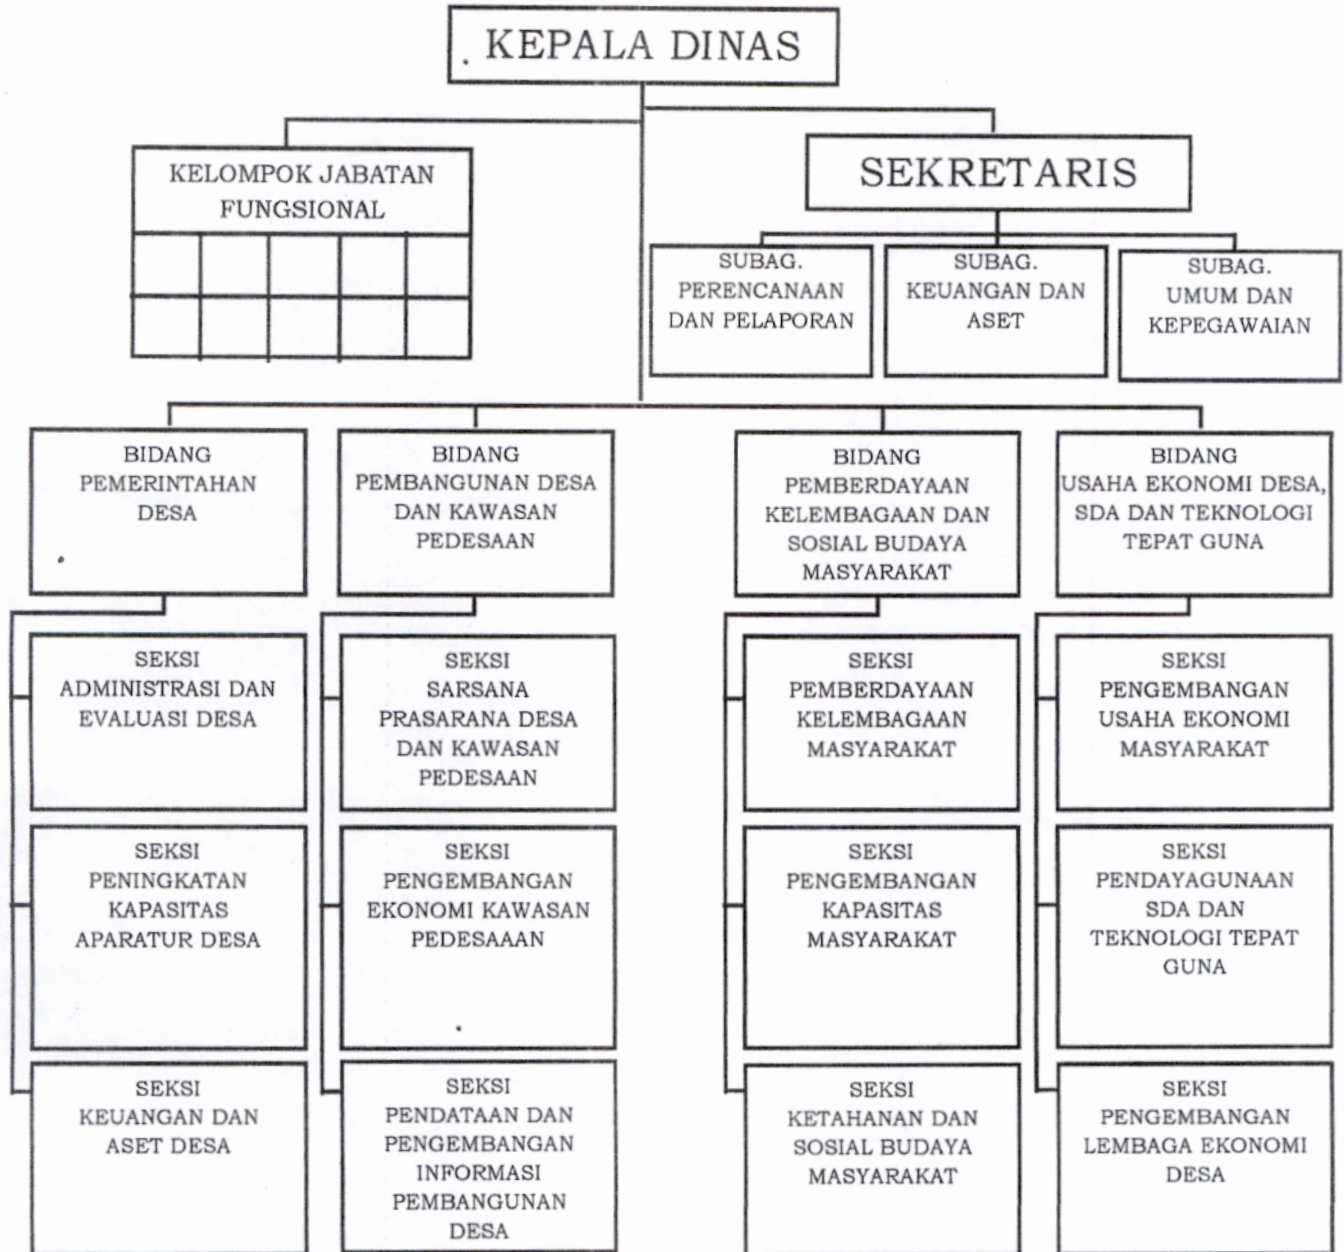 KEPALA DINAS
KELOMPOK JABATAN
FUNGSIONAL
SEKRETARIS
SUBAG.
PERENCANAAN
DAN PELAPORAN
SUBAG.
KEUANGAN DAN
ASET
SUBAG.
UMUM DAN
KEPEGAWAIAN
BIDANG
PEMERINTAHAN
DESA
BIDANG
PEMBANGUNAN DESA
DAN KAWASAN
PEDESAAN
BIDANG
PEMBERDAYAAN
KELEMBAGAAN DAN
SOSIAL BUDAYA
MASYARAKAT
BIDANG
USAHA EKONOMI DESA,
SDA DAN TEKNOLOGI
TEPAT GUNA
SEKSI
ADMINISTRASI DAN
EVALUASI DESA
SEKSI
SARSANA
PRASARANA DESA
DAN KAWASAN
PEDESAAN
SEKSI
PEMBERDAYAAN
KELEMBAGAAN
MASYARAKAT
SEKSI
PENGEMBANGAN
USAHA EKONOMI
MASYARAKAT
SEKSI
PENINGKATAN
KAPASITAS
APARATUR DESA
SEKSI
PENGEMBANGAN
EKONOMI KAWASAN
PEDESAAAN
SEKSI
PENGEMBANGAN
KAPASITAS
MASYARAKAT
SEKSI
PENDAYAGUNAAN
SDA DAN
TEKNOLOGI TEPAT
GUNA
SEKSI
KEUANGAN DAN
ASET DESA
SEKSI
PENDATAAN DAN
PENGEMBANGAN
INFORMASI
PEMBANGUNAN
DESA
SEKSI
KETAHANAN DAN
SOSIAL BUDAYA
MASYARAKAT
SEKSI
PENGEMBANGAN
LEMBAGA EKONOMI
DESA